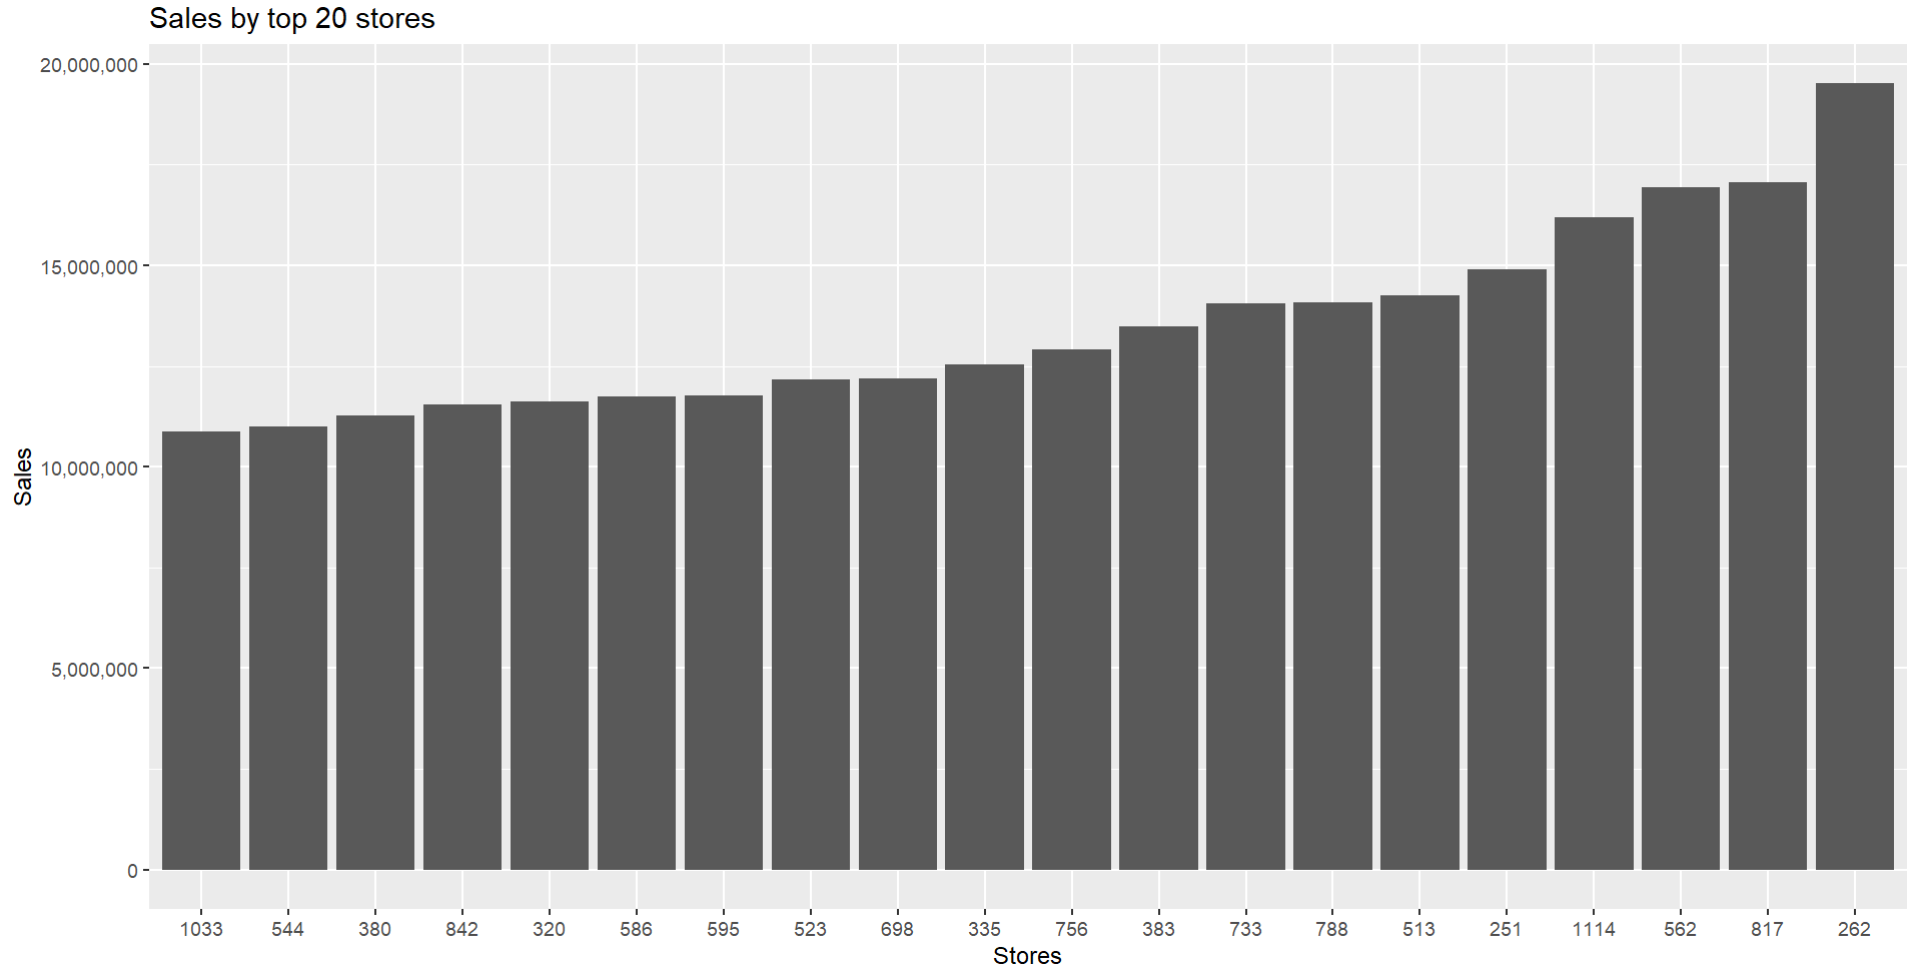 Sales by top 20 stores
20,000,000
15,000,000
10,000,000
5,000,000
0
Sales
1033 544 380 842 320 586 595 523 698 335 756 383 733 788 513 251 1114 562 817 262
Stores